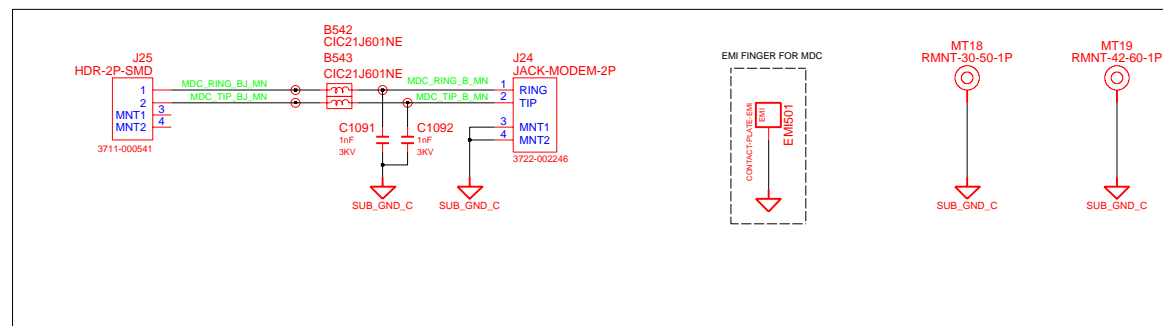 B542
CIC21J601NE
B543
CIC21J601NE
J25
HDR-2P-SMD
MDC_RING_BJ_MN
MDC_TIP_BJ_MN
1
2
MNT1
3
MNT2
4
3711-000541
MDC_RING_B_MN
MDC_TIP_B_MN
J24
JACK-MODEM-2P
1
RING
2
TIP
3
MNT1
4
MNT2
3722-002246
C1091
1nF
3KV
C1092
1nF
3KV
SUB_GND_C
SUB_GND_C
EMI FINGER FOR MDC
EMI
CONTACT-PLATE-EMI
EMI501
MT18
RMNT-30-50-1P
SUB_GND_C
MT19
RMNT-42-60-1P
SUB_GND_C